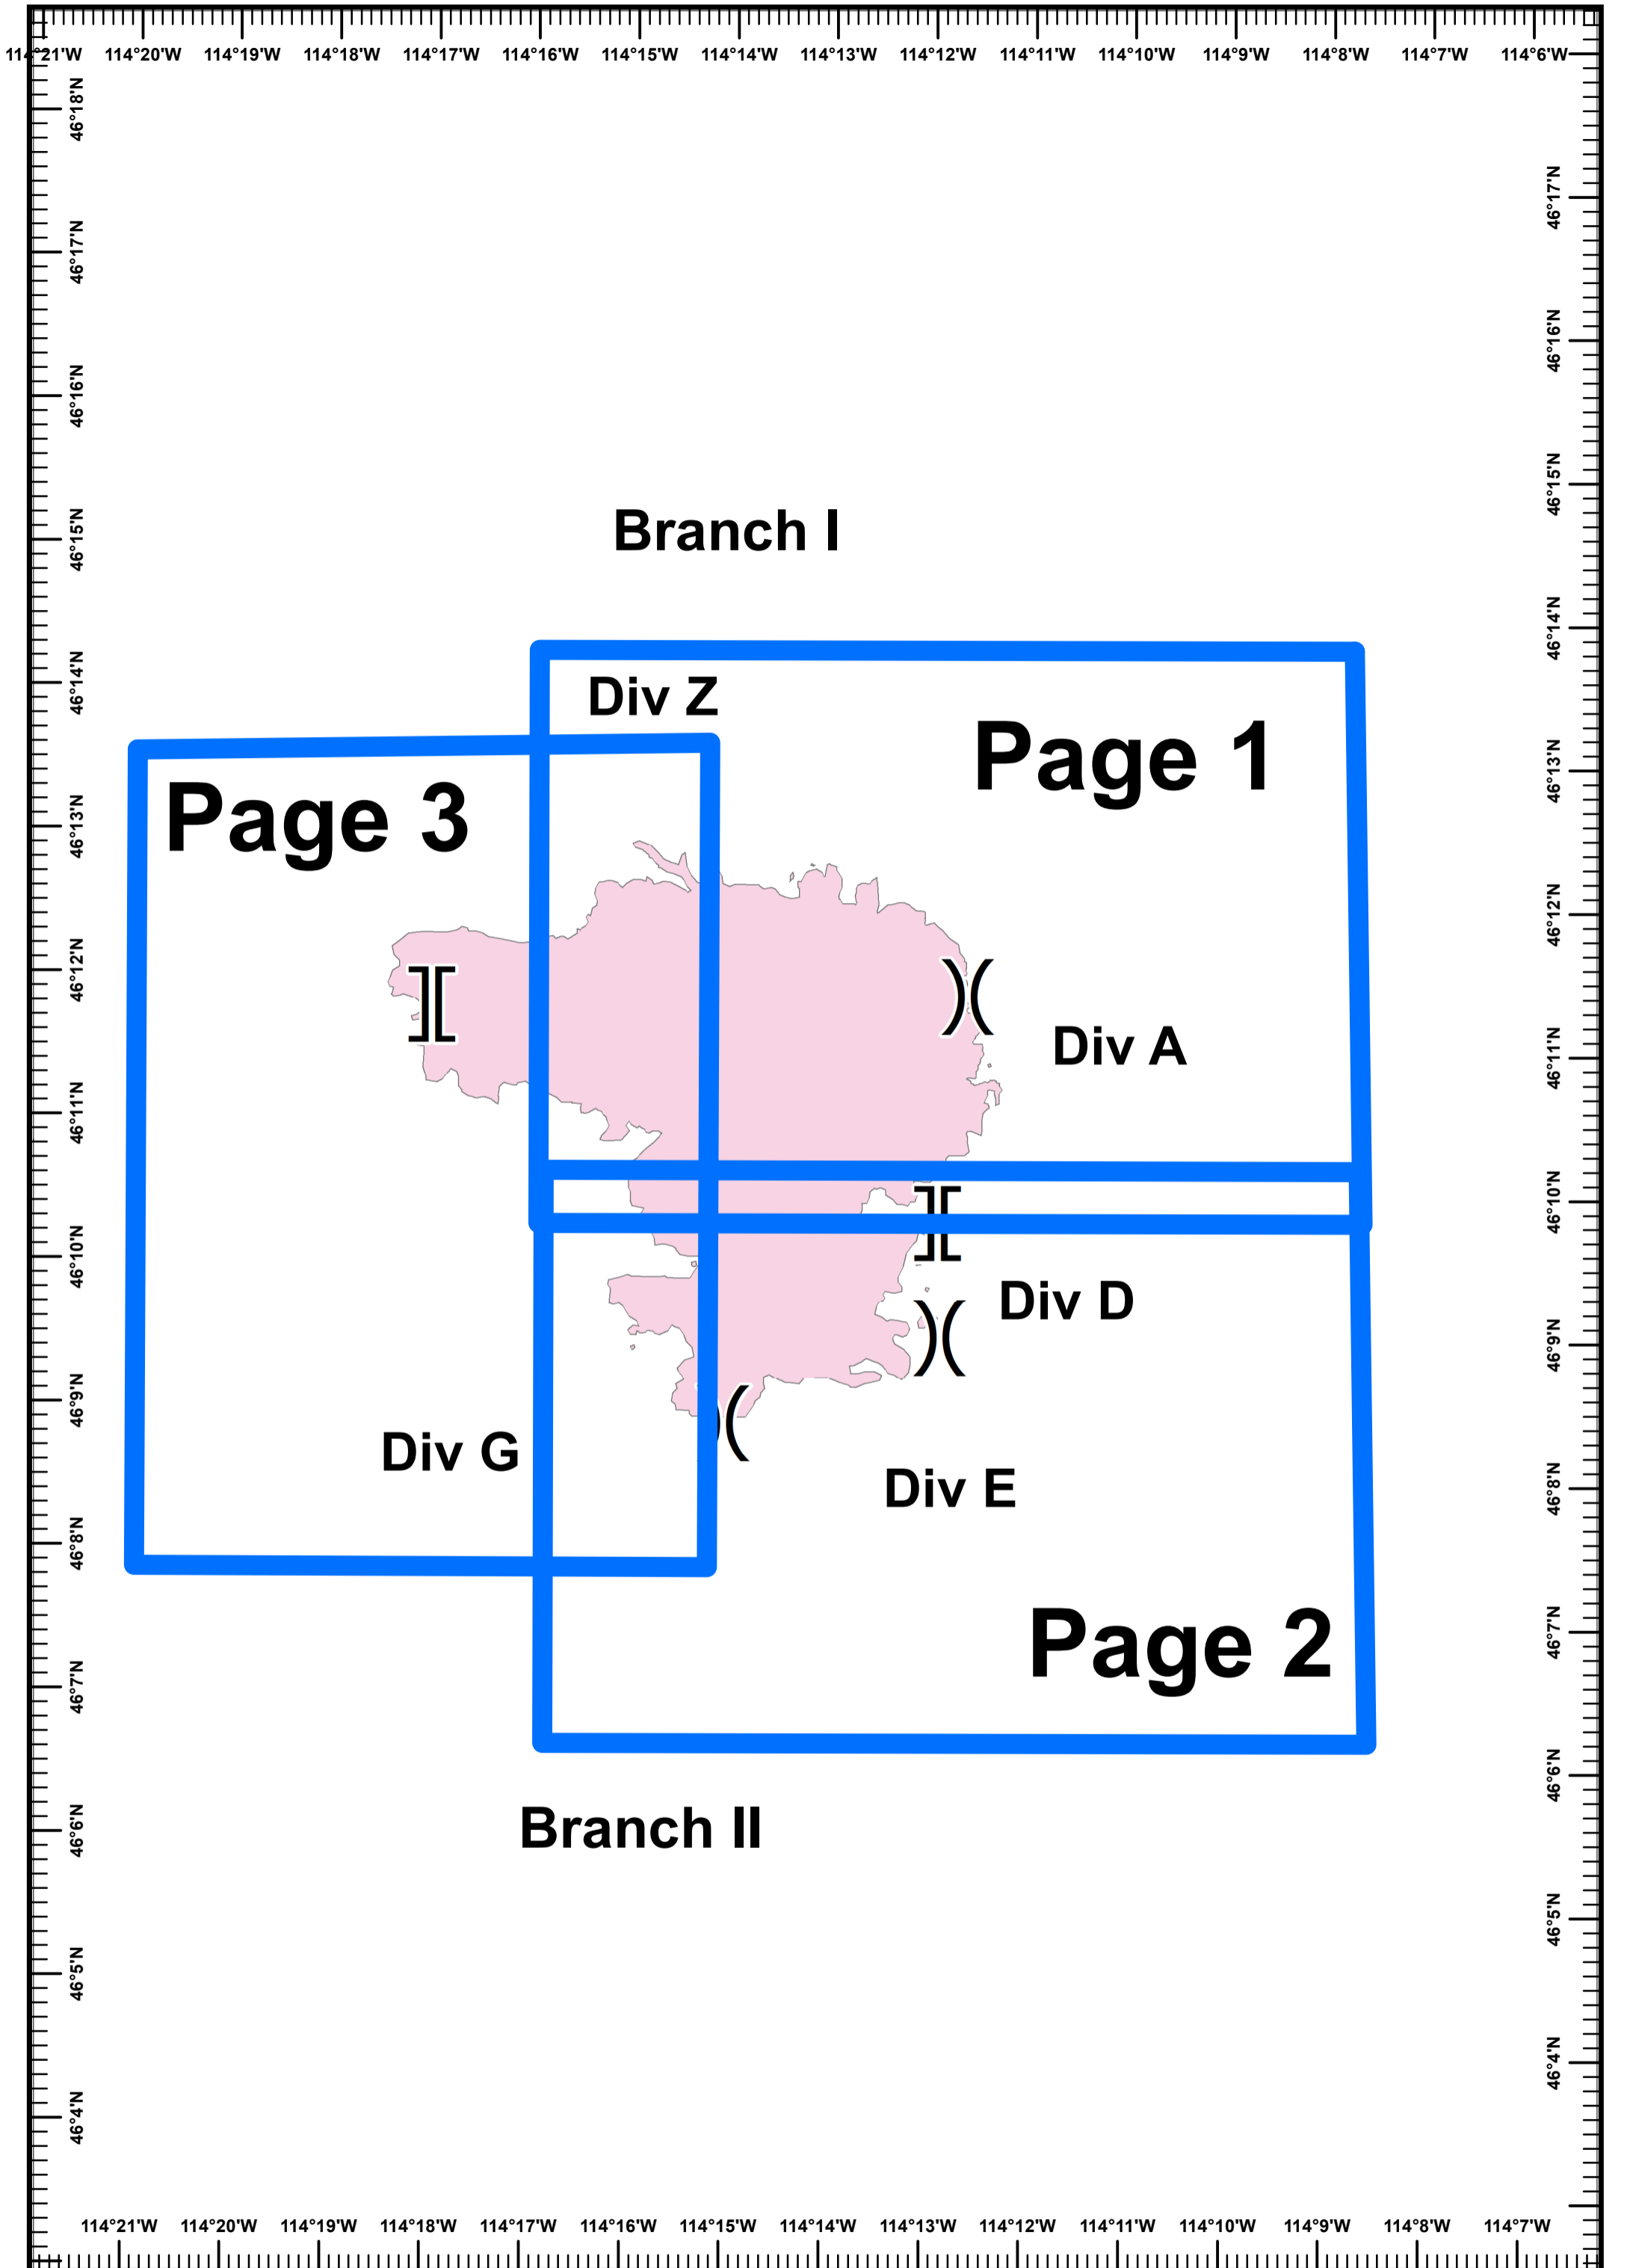 114°21'W 114°20'W 114°19'W 114°18'W 114°17'W 114°16'W 114°15'W 114°14'W 114°13'W 114°12'W 114°11'W 114°10'W 114°9'W 114°8'W 114°7'W 114°6'W
46°18'N
46°17'N
46°17'N
46°16'N
46°16'N
46°15'N
46°15'N
Branch I
46°14'N
46°14'N
Div Z
Page 1
46°13'N
Page 3
46°13'N
46°12'N
46°12'N
][
)(
Div A
46°11'N
46°11'N
46°10'N
][
46°10'N
Div D
)(
46°9'N
46°9'N
)(
Div G
Div E
46°8'N
46°8'N
Page 2
46°7'N
46°7'N
46°6'N
Branch II
46°6'N
46°5'N
46°5'N
46°4'N
46°4'N
114°21'W 114°20'W 114°19'W 114°18'W 114°17'W 114°16'W 114°15'W 114°14'W 114°13'W 114°12'W 114°11'W 114°10'W 114°9'W 114°8'W 114°7'W